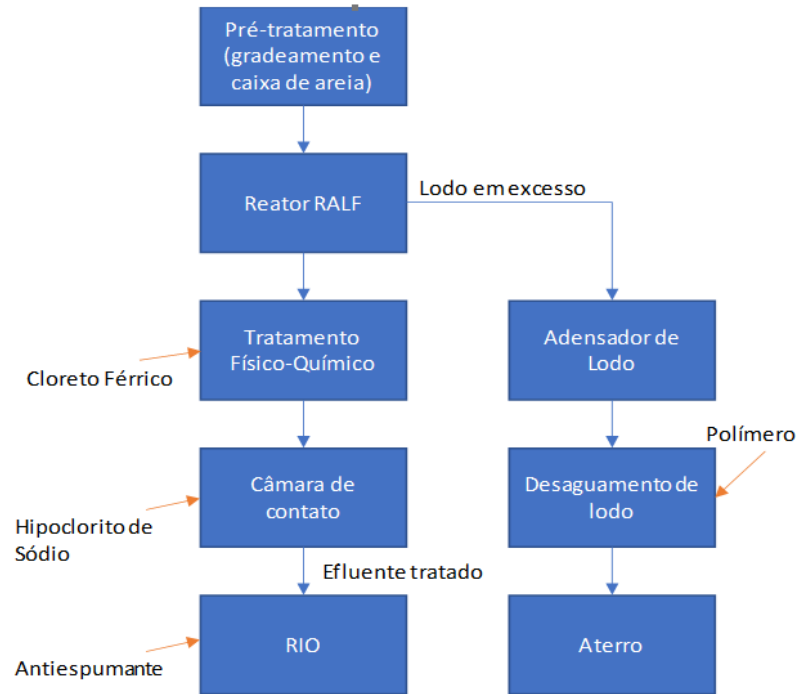 Pré-tratamento
(gradeamento e
caixa de areia)
Reator RALF
Lodo em excesso
Tratamento
Físico-Químico
Cloreto Férrico
Adensador de
Lodo
Polímero
Câmara de
contato
Hipoclorito de
Sódio
Desaguamento de
lodo
Efluente tratado
RIO
Antiespumante
Aterro